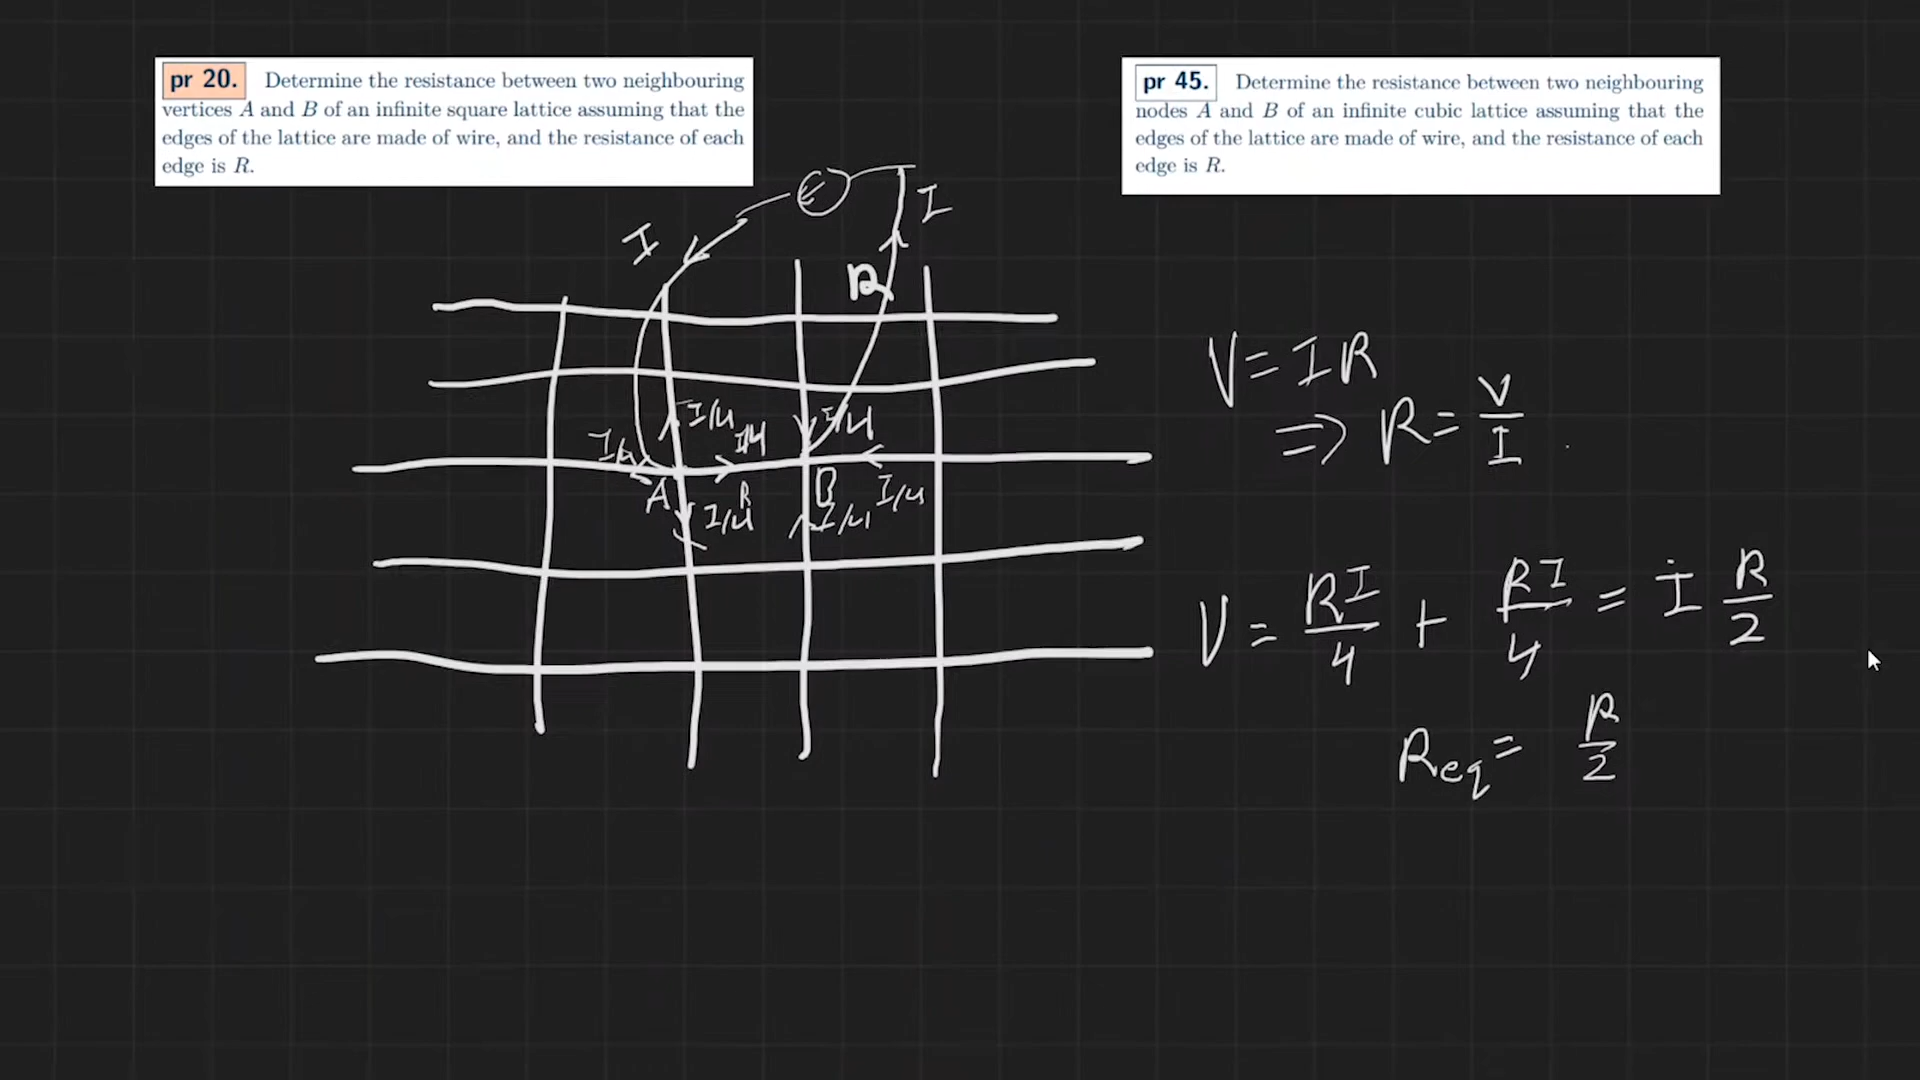 pr 20. Determine the resistance between two neighbouring
vertices A and B of an infinite square lattice assuming that the
edges of the lattice are made of wire, and the resistance of each
edge is R.
pr 45. Determine the resistance between two neighbouring
nodes A and B of an infinite cubic lattice assuming that the
edges of the lattice are made of wire, and the resistance of each
edge is R.
I
I
R
I/4
I/4
I/4
I/4
A
R
B
I/4
I/4
I/4
V = IR
⇒ R = V/I
V = RI/4 + RI/4 = I R/2
Req = R/2